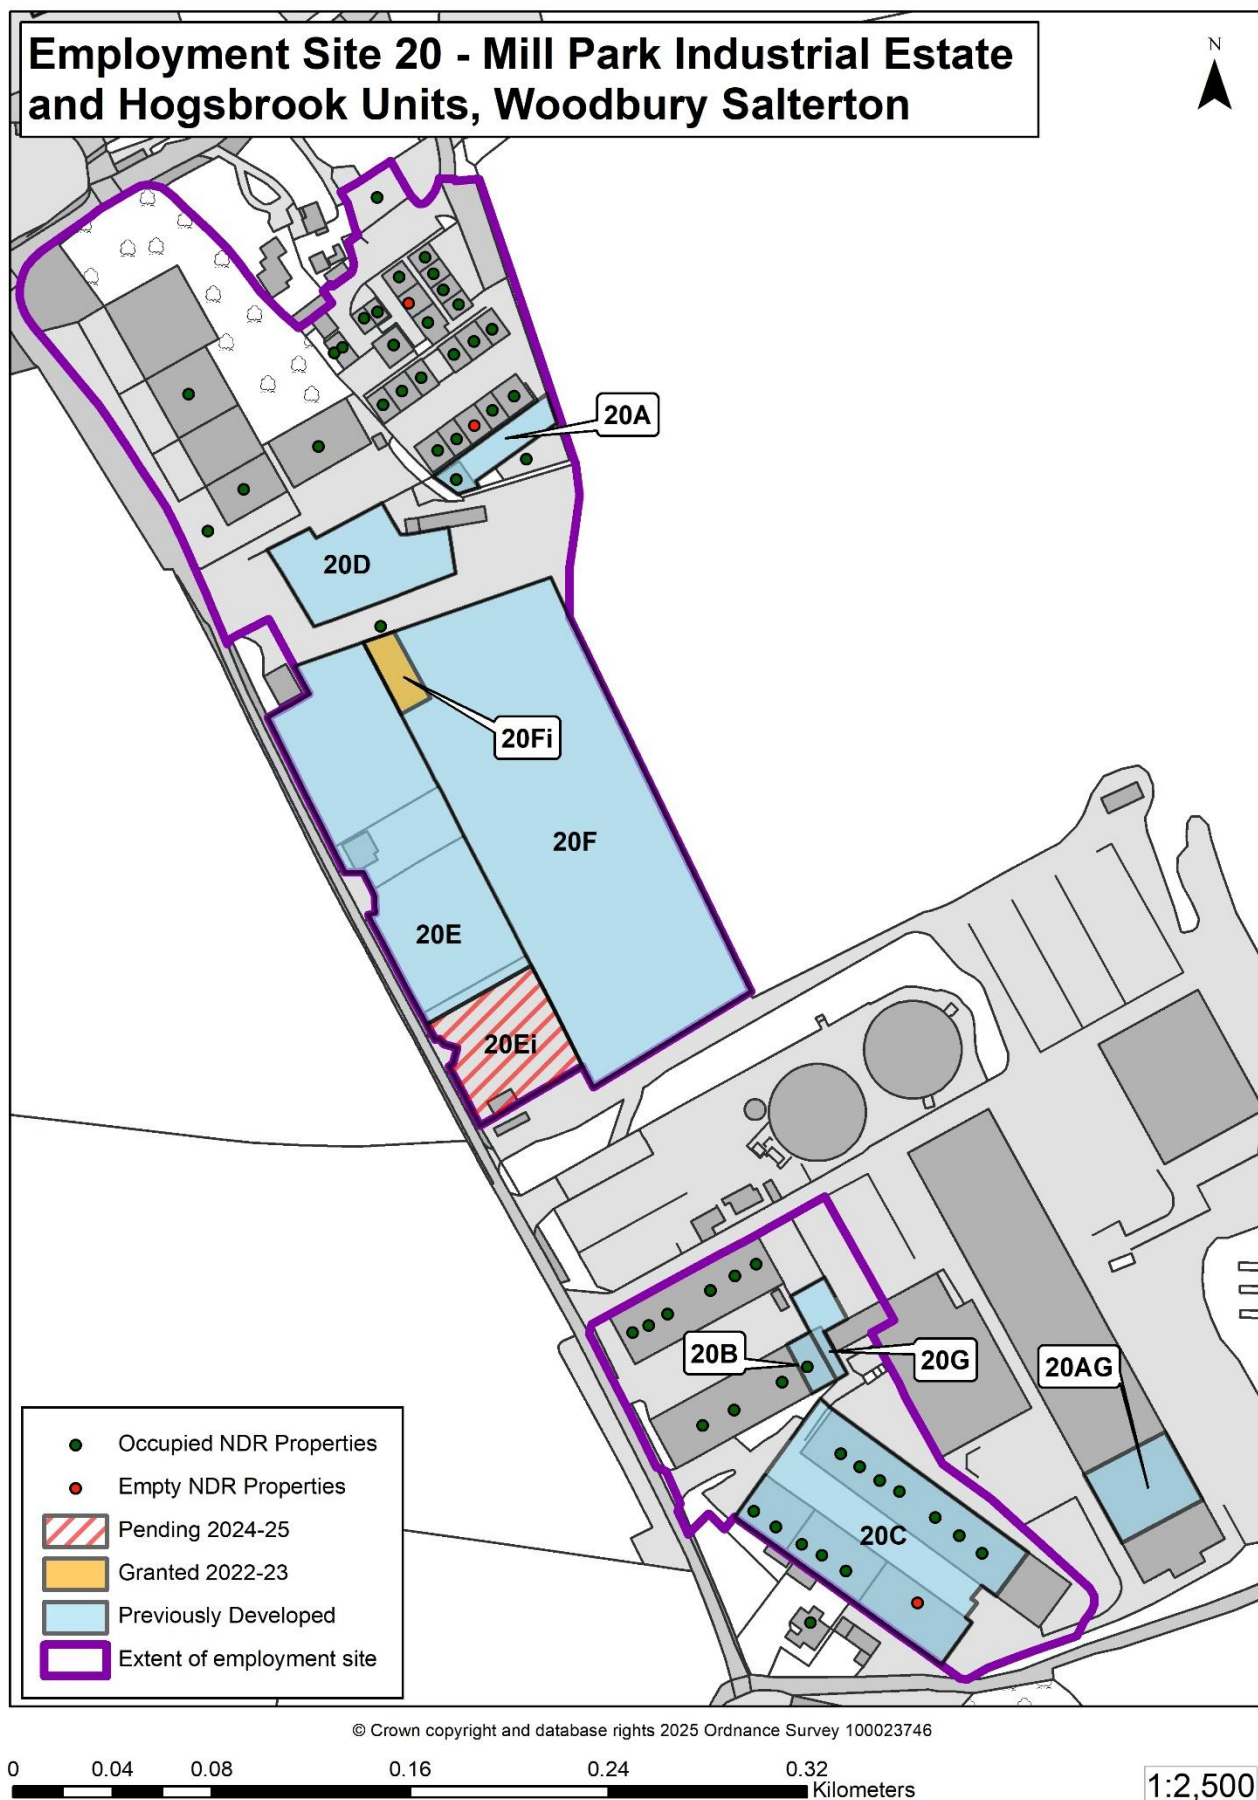 Employment Site 20 - Mill Park Industrial Estate
and Hogsbrook Units, Woodbury Salterton
N
20A
20D
20Fi
20F
20E
20Ei
20B
20G
20AG
20C
Occupied NDR Properties
Empty NDR Properties
Pending 2024-25
Granted 2022-23
Previously Developed
Extent of employment site
© Crown copyright and database rights 2025 Ordnance Survey 100023746
0 0.04 0.08 0.16 0.24 0.32
Kilometers
1:2,500